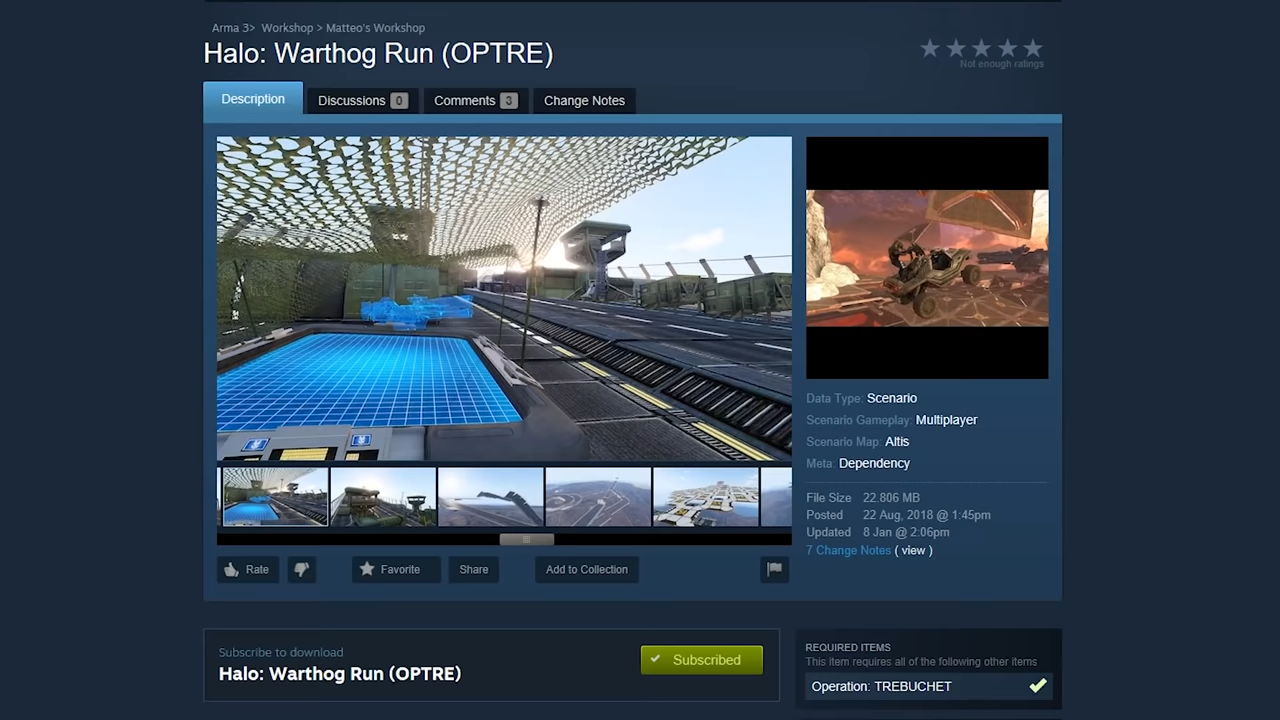 Arma 3> Workshop > Matteo's Workshop
Halo: Warthog Run (OPTRE)
Not enough ratings
Description
Discussions 0
Comments 3
Change Notes
Data Type: Scenario
Scenario Gameplay: Multiplayer
Scenario Map: Altis
Meta: Dependency
File Size 22.806 MB
Posted 22 Aug, 2018 @ 1:45pm
Updated 8 Jan @ 2:06pm
7 Change Notes ( view )
Rate
Favorite
Share
Add to Collection
Subscribe to download
Halo: Warthog Run (OPTRE)
Subscribed
REQUIRED ITEMS
This item requires all of the following other items
Operation: TREBUCHET